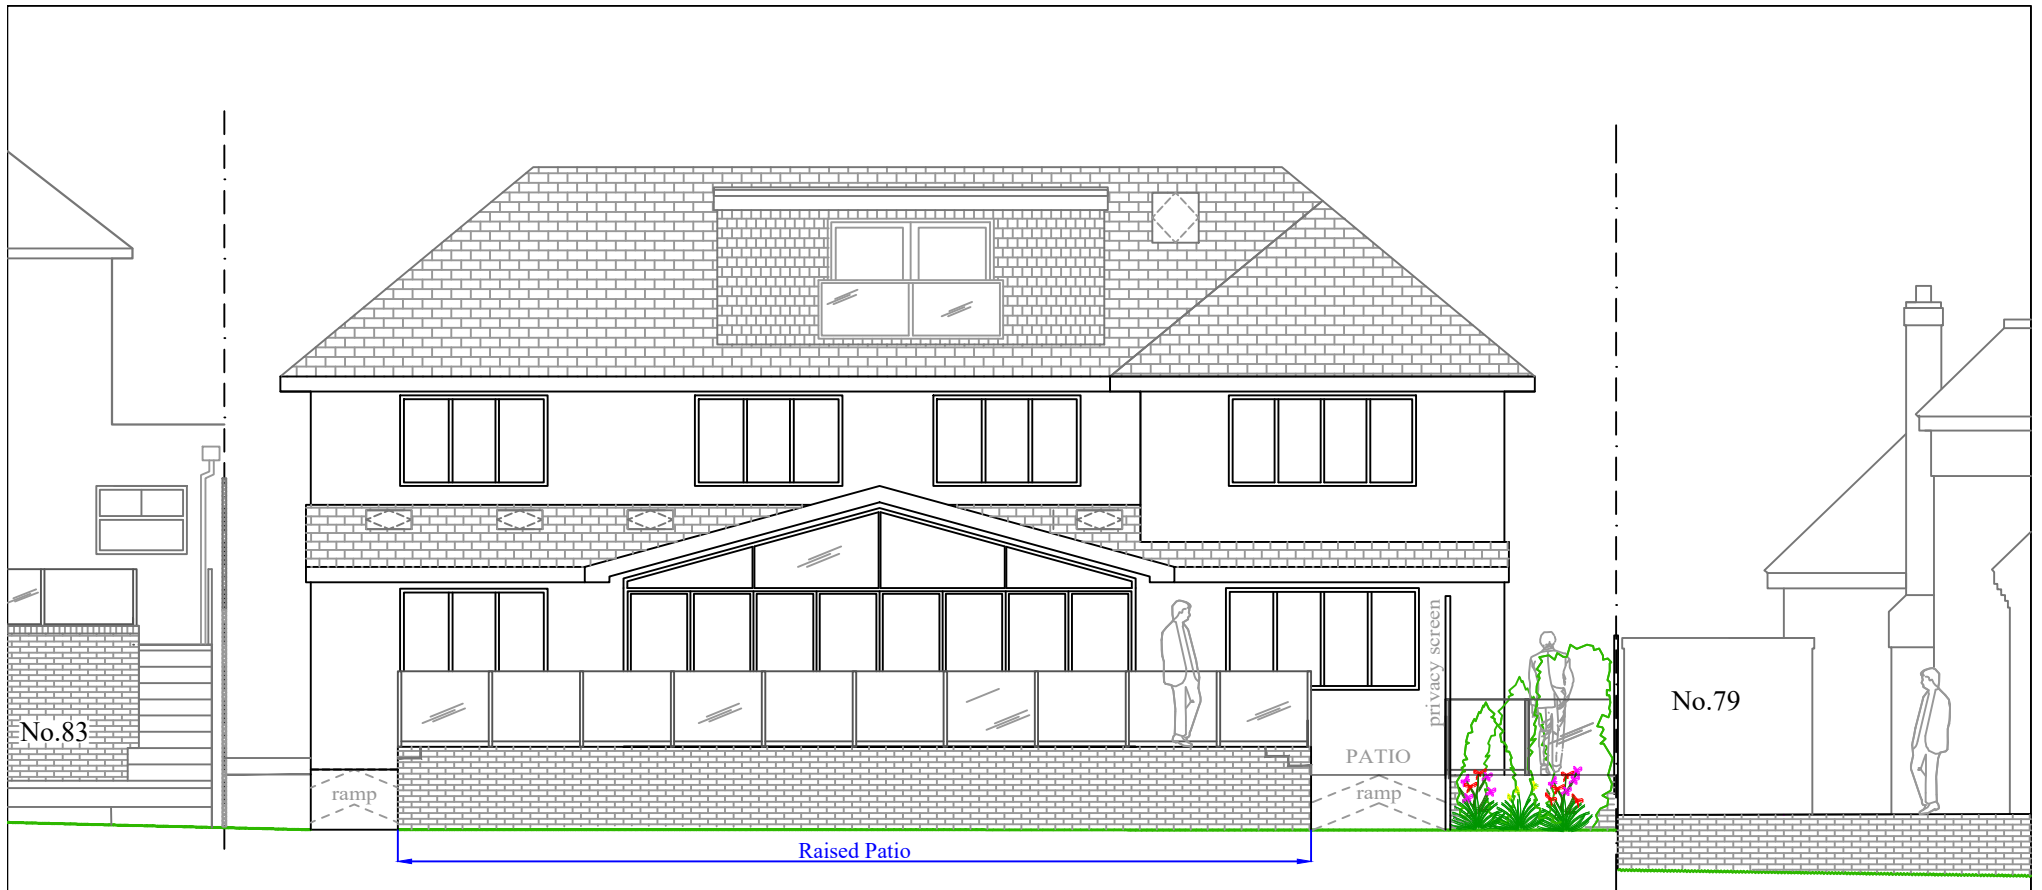 No.83
ramp
privacy screen
PATIO
ramp
No.79
Raised Patio